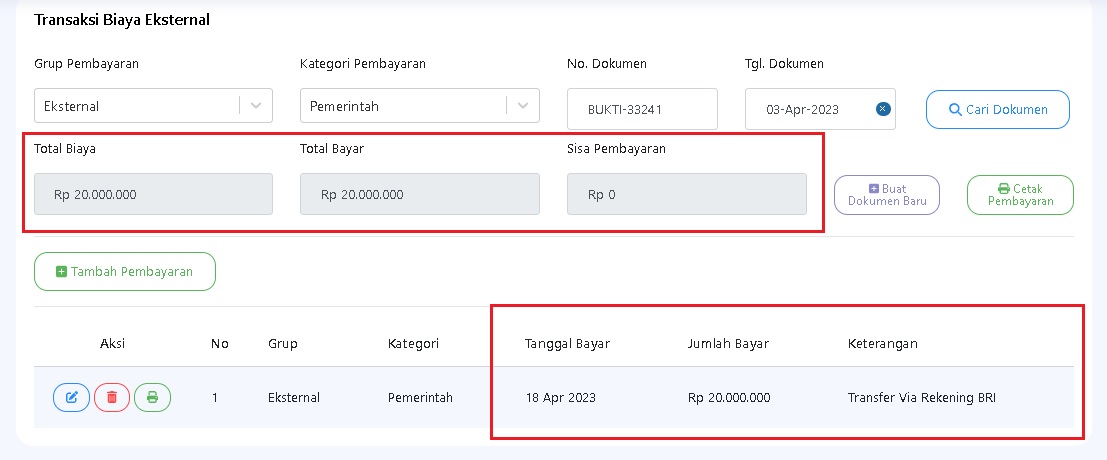 Transaksi Biaya Eksternal
Grup Pembayaran
Kategori Pembayaran
No. Dokumen
Tgl. Dokumen
Eksternal
Pemerintah
BUKTI-33241
03-Apr-2023
Cari Dokumen
Total Biaya
Total Bayar
Sisa Pembayaran
Rp 20.000.000
Rp 20.000.000
Rp 0
Buat
Dokumen Baru
Cetak
Pembayaran
Tambah Pembayaran
Aksi No Grup Kategori Tanggal Bayar Jumlah Bayar Keterangan
1 Eksternal Pemerintah 18 Apr 2023 Rp 20.000.000 Transfer Via Rekening BRI